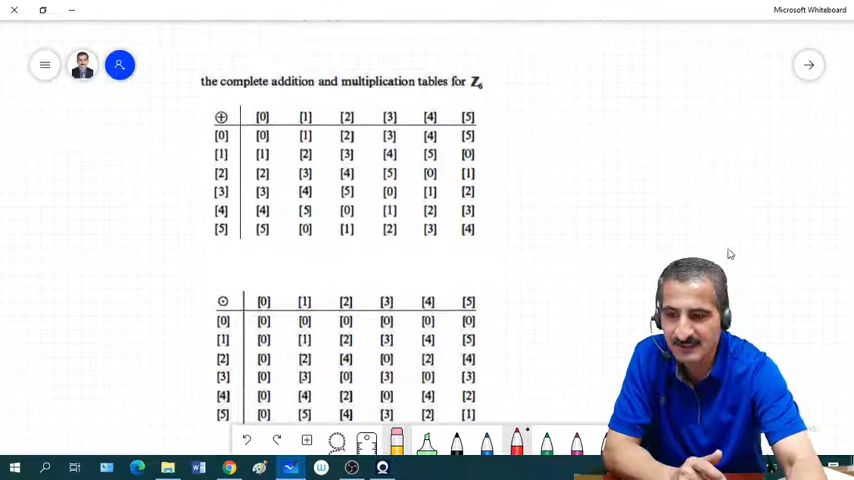 Microsoft Whiteboard
the complete addition and multiplication tables for Z₆
⊕ [0] [1] [2] [3] [4] [5]
[0] [0] [1] [2] [3] [4] [5]
[1] [1] [2] [3] [4] [5] [0]
[2] [2] [3] [4] [5] [0] [1]
[3] [3] [4] [5] [0] [1] [2]
[4] [4] [5] [0] [1] [2] [3]
[5] [5] [0] [1] [2] [3] [4]
⊙ [0] [1] [2] [3] [4] [5]
[0] [0] [0] [0] [0] [0] [0]
[1] [0] [1] [2] [3] [4] [5]
[2] [0] [2] [4] [0] [2] [4]
[3] [0] [3] [0] [3] [0] [3]
[4] [0] [4] [2] [0] [4] [2]
[5] [0] [5] [4] [3] [2] [1]